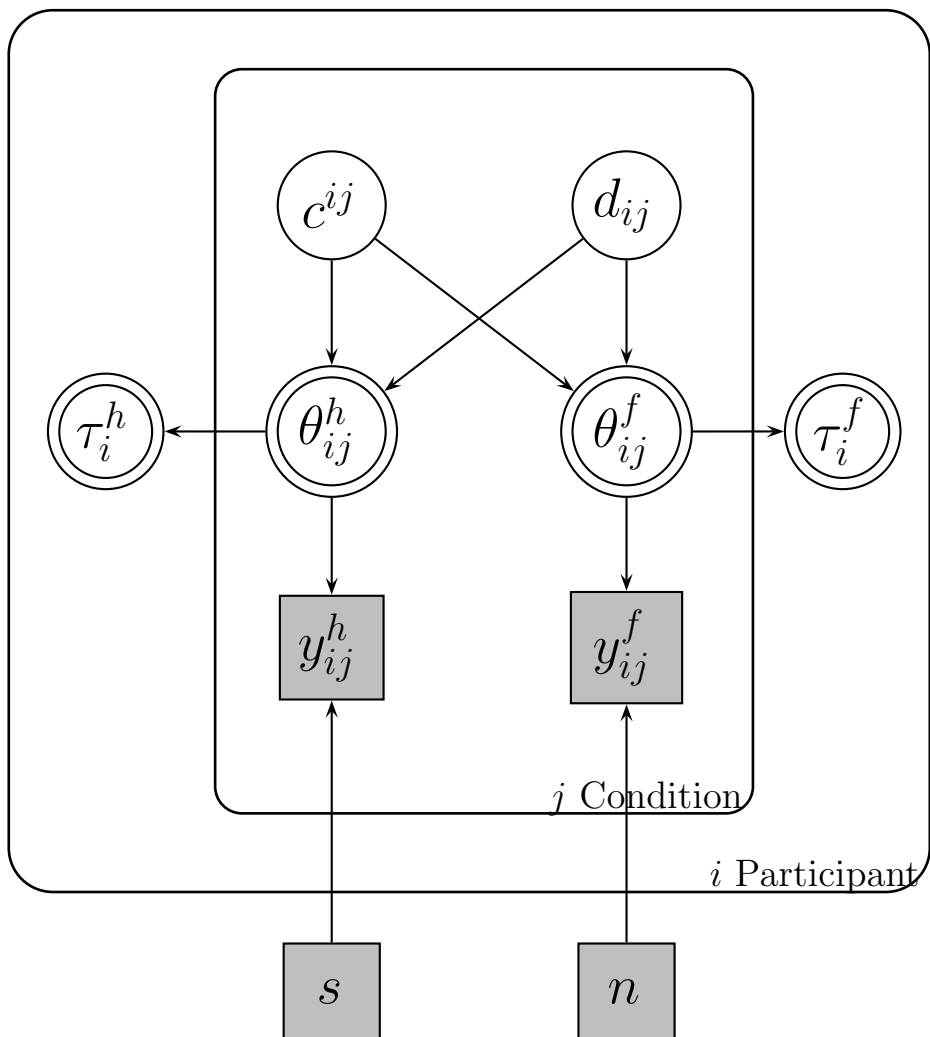 c^{ij} d_{ij}
τ_i^h θ_{ij}^h θ_{ij}^f τ_i^f
y_{ij}^h y_{ij}^f
j Condition
i Participant
s n